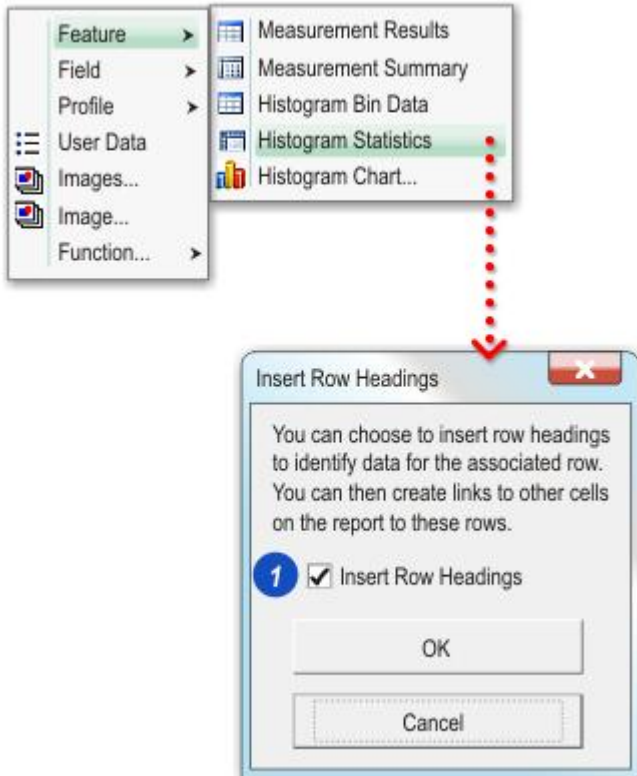 Feature
Field
Profile
User Data
Images...
Image...
Function...
Measurement Results
Measurement Summary
Histogram Bin Data
Histogram Statistics
Histogram Chart...
Insert Row Headings
You can choose to insert row headings
to identify data for the associated row.
You can then create links to other cells
on the report to these rows.
1 Insert Row Headings
OK
Cancel